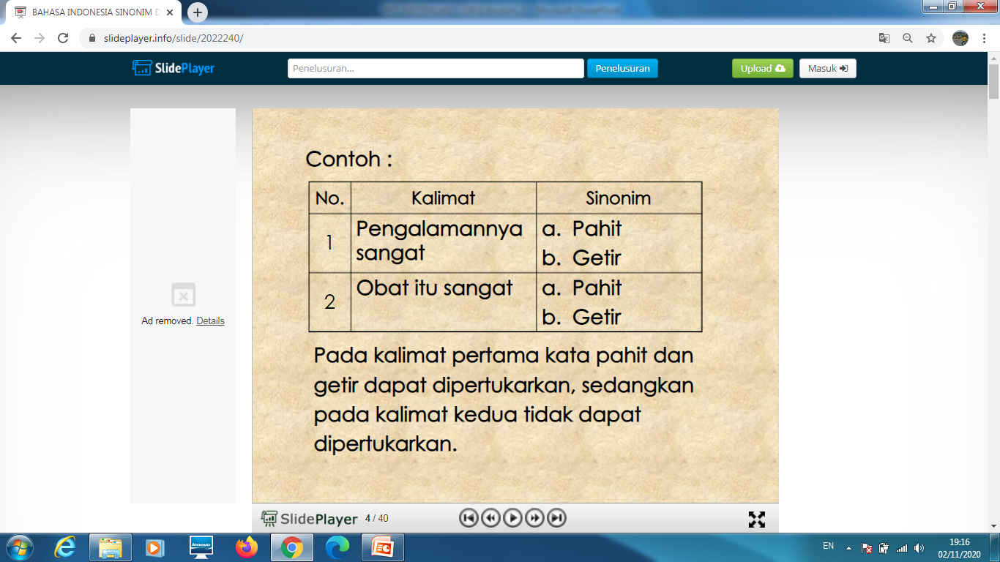 BAHASA INDONESIA SINONIM D
slideplayer.info/slide/2022240/
SlidePlayer
Penelusuran...
Penelusuran
Upload
Masuk
Contoh :
No. Kalimat Sinonim
1 Pengalamannya sangat a. Pahit b. Getir
2 Obat itu sangat a. Pahit b. Getir
Pada kalimat pertama kata pahit dan
getir dapat dipertukarkan, sedangkan
pada kalimat kedua tidak dapat
dipertukarkan.
Ad removed. Details
SlidePlayer 4 / 40
lenovo
EN
19:16
02/11/2020